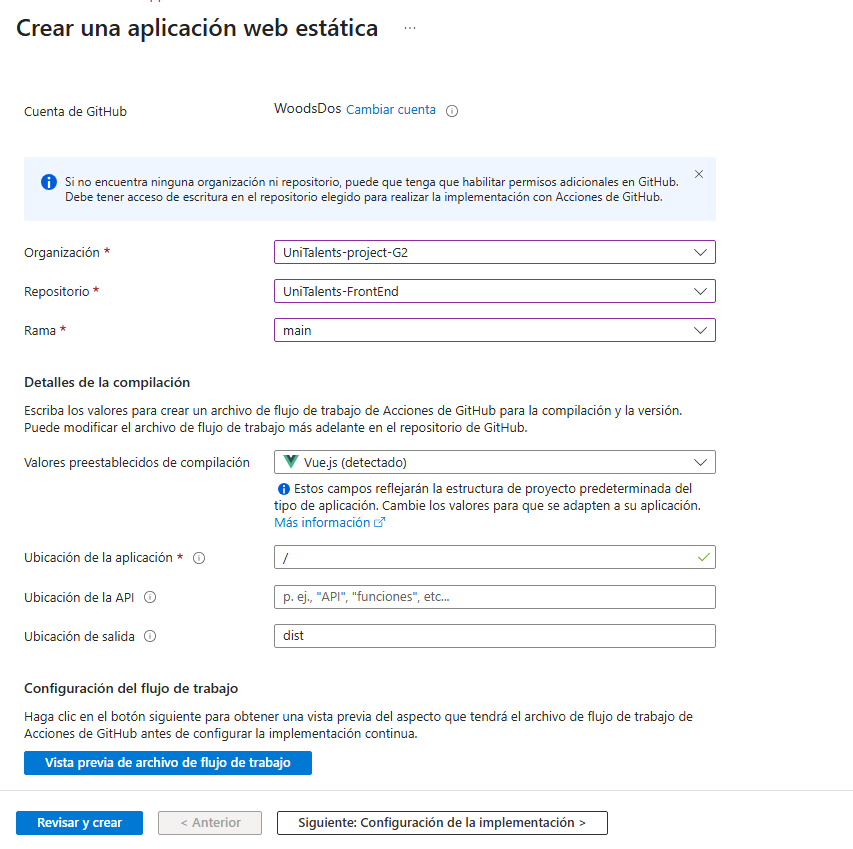 Crear una aplicación web estática ...
Cuenta de GitHub
WoodsDos Cambiar cuenta
Si no encuentra ninguna organización ni repositorio, puede que tenga que habilitar permisos adicionales en GitHub.
Debe tener acceso de escritura en el repositorio elegido para realizar la implementación con Acciones de GitHub.
Organización *
UniTalents-project-G2
Repositorio *
UniTalents-FrontEnd
Rama *
main
Detalles de la compilación
Escriba los valores para crear un archivo de flujo de trabajo de Acciones de GitHub para la compilación y la versión.
Puede modificar el archivo de flujo de trabajo más adelante en el repositorio de GitHub.
Valores preestablecidos de compilación
Vue.js (detectado)
Estos campos reflejarán la estructura de proyecto predeterminada del
tipo de aplicación. Cambie los valores para que se adapten a su aplicación.
Más información
Ubicación de la aplicación *
/
Ubicación de la API
p. ej., "API", "funciones", etc...
Ubicación de salida
dist
Configuración del flujo de trabajo
Haga clic en el botón siguiente para obtener una vista previa del aspecto que tendrá el archivo de flujo de trabajo de
Acciones de GitHub antes de configurar la implementación continua.
Vista previa de archivo de flujo de trabajo
Revisar y crear
< Anterior
Siguiente: Configuración de la implementación >